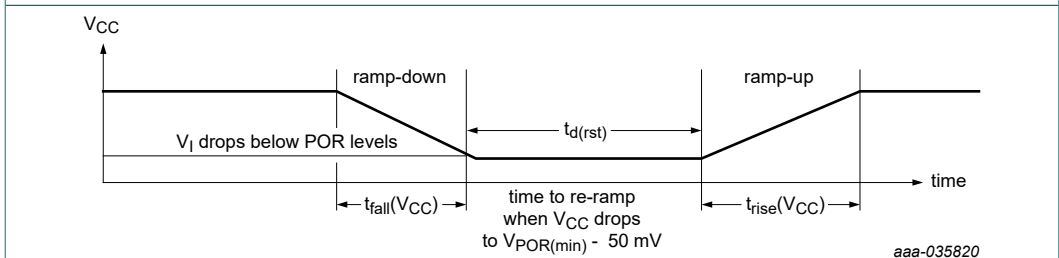 VCC
ramp-down
ramp-up
td(rst)
VI drops below POR levels
time
tfall(VCC)
time to re-ramp
when VCC drops
to VPOR(min) - 50 mV
trise(VCC)
aaa-035820